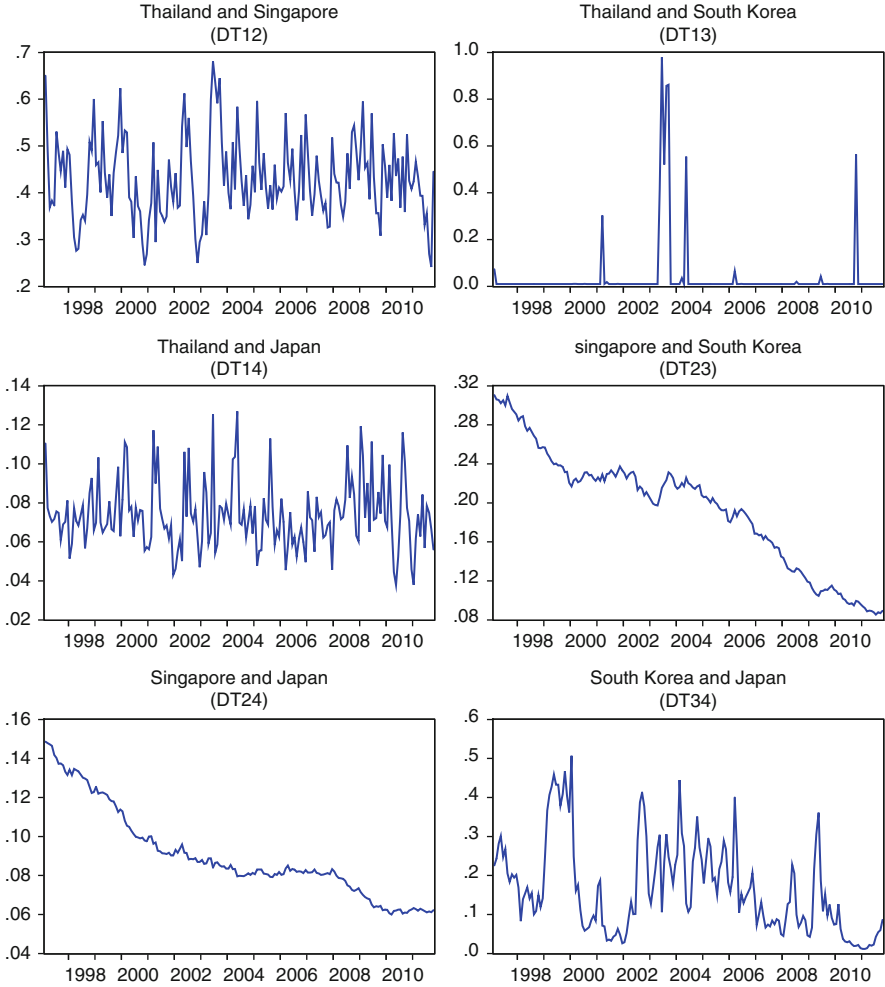 Thailand and Singapore
(DT12)
.7
.6
.5
.4
.3
.2
1998 2000 2002 2004 2006 2008 2010
Thailand and South Korea
(DT13)
1.0
0.8
0.6
0.4
0.2
0.0
1998 2000 2002 2004 2006 2008 2010
Thailand and Japan
(DT14)
.14
.12
.10
.08
.06
.04
.02
1998 2000 2002 2004 2006 2008 2010
singapore and South Korea
(DT23)
.32
.28
.24
.20
.16
.12
.08
1998 2000 2002 2004 2006 2008 2010
Singapore and Japan
(DT24)
.16
.14
.12
.10
.08
.06
.04
1998 2000 2002 2004 2006 2008 2010
South Korea and Japan
(DT34)
.6
.5
.4
.3
.2
.1
.0
1998 2000 2002 2004 2006 2008 2010